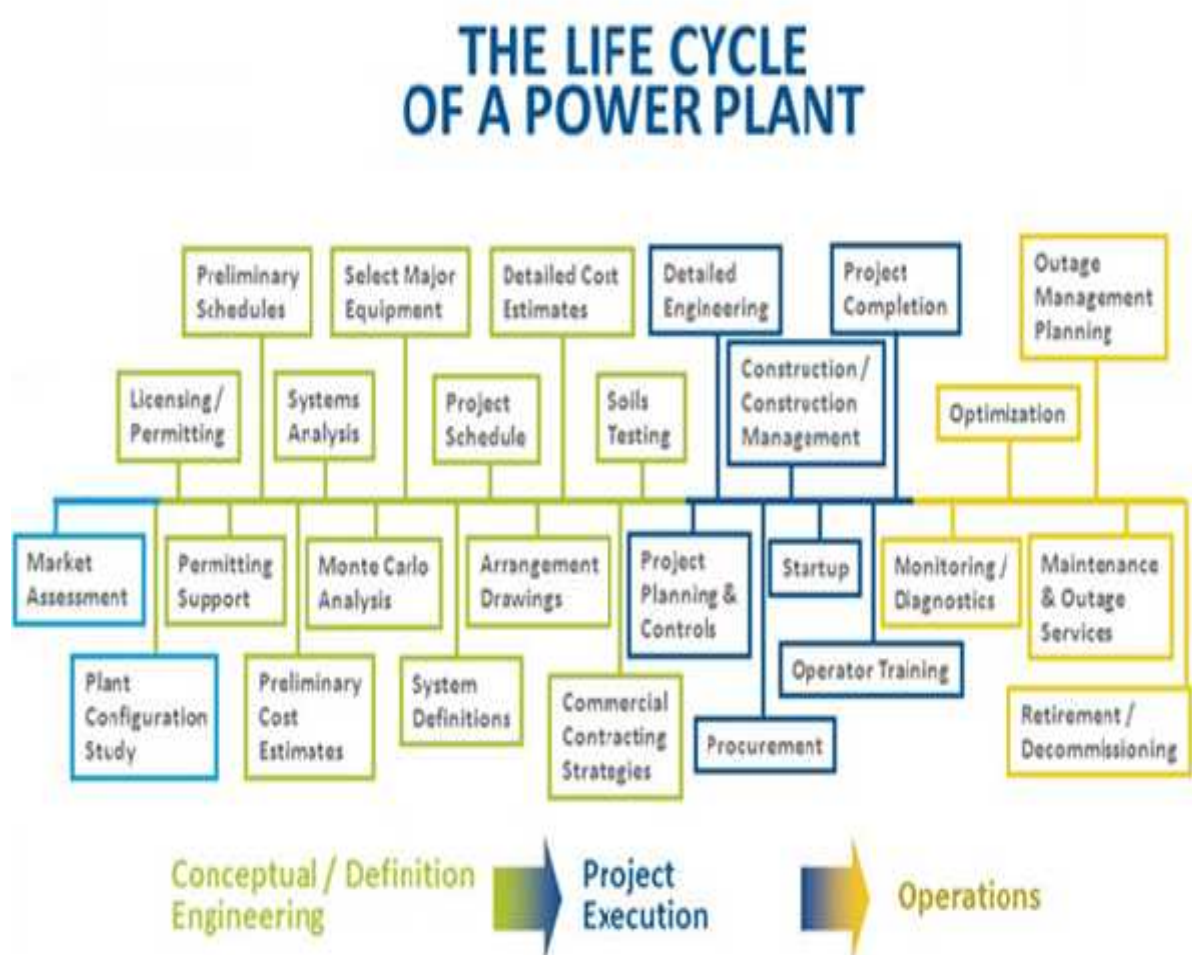 THE LIFE CYCLE
OF A POWER PLANT
Preliminary
Schedules
Select Major
Equipment
Detailed Cost
Estimates
Detailed
Engineering
Project
Completion
Outage
Management
Planning
Licensing /
Permitting
Systems
Analysis
Project
Schedule
Soils
Testing
Construction /
Construction
Management
Optimization
Market
Assessment
Permitting
Support
Monte Carlo
Analysis
Arrangement
Drawings
Project
Planning &
Controls
Startup
Monitoring /
Diagnostics
Maintenance
& Outage
Services
Plant
Configuration
Study
Preliminary
Cost
Estimates
System
Definitions
Commercial
Contracting
Strategies
Procurement
Operator Training
Retirement /
Decommissioning
Conceptual / Definition
Engineering
Project
Execution
Operations